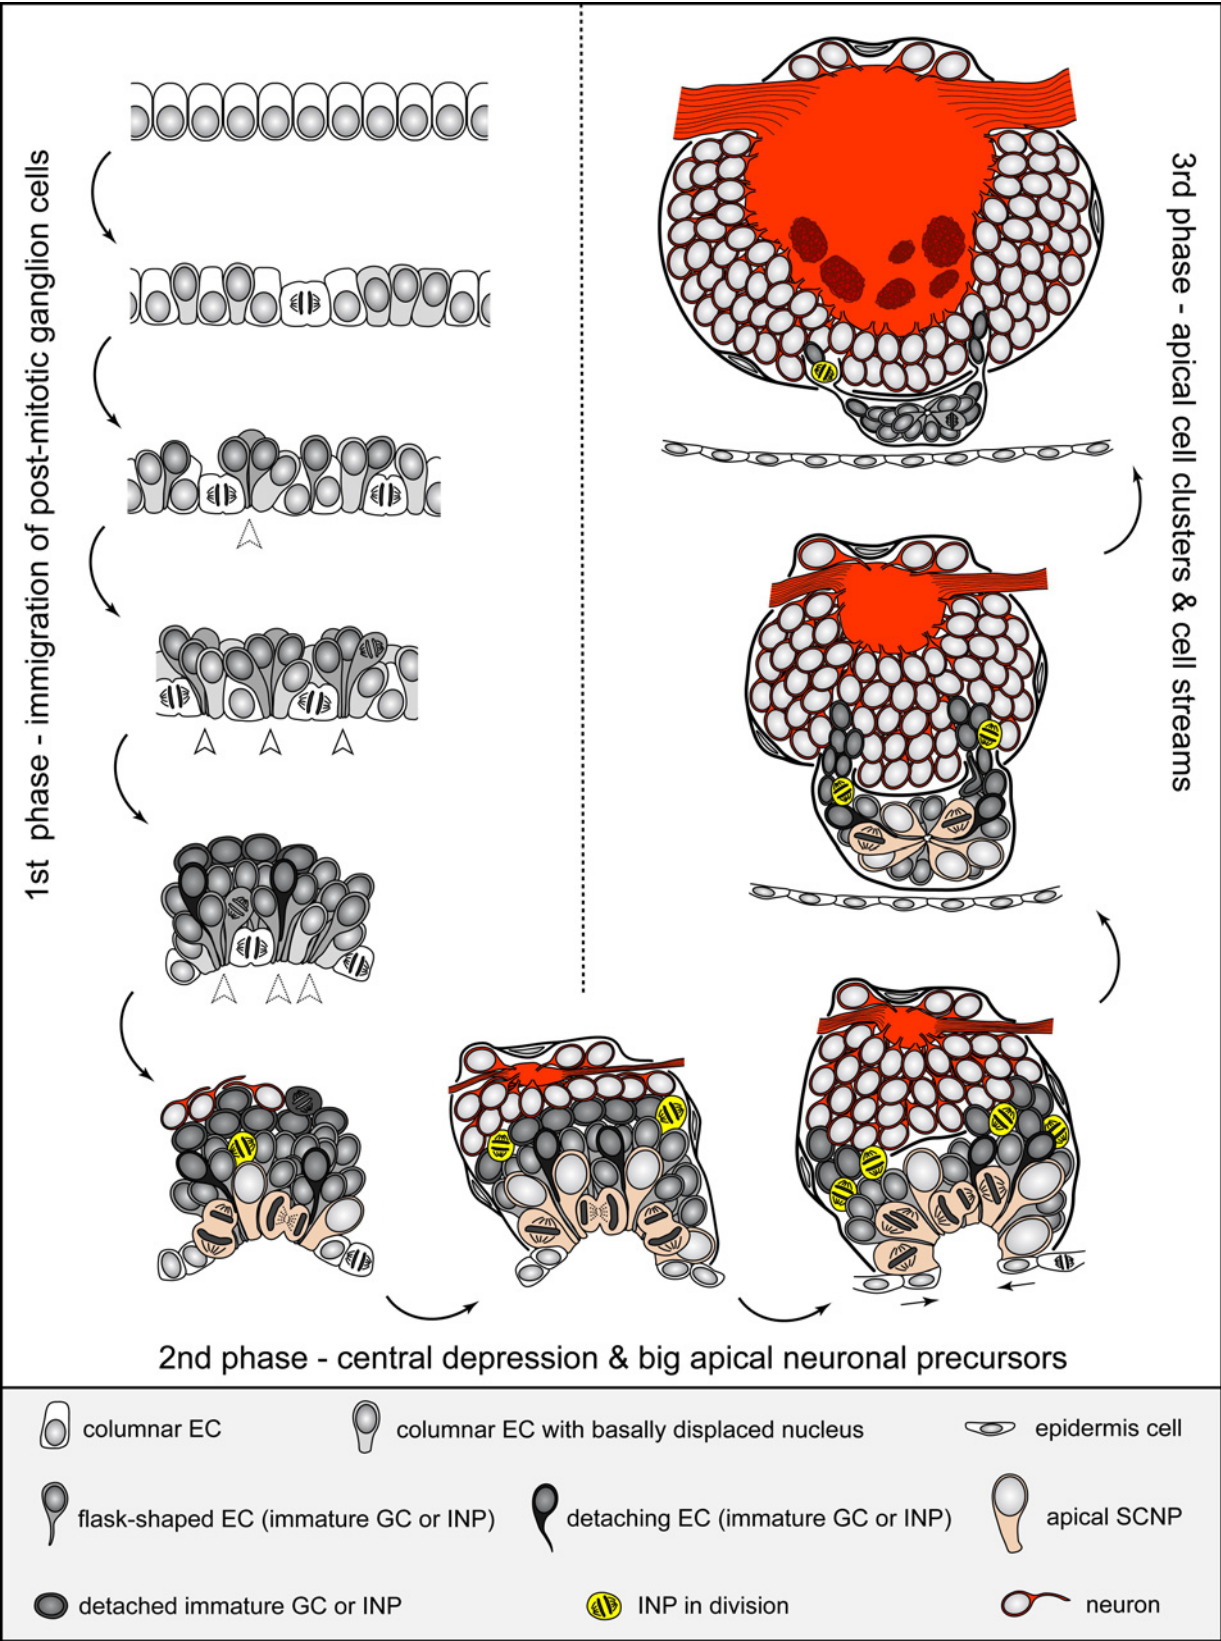 1st phase - immigration of post-mitotic ganglion cells
3rd phase - apical cell clusters & cell streams
2nd phase - central depression & big apical neuronal precursors
columnar EC
columnar EC with basally displaced nucleus
epidermis cell
flask-shaped EC (immature GC or INP)
detaching EC (immature GC or INP)
apical SCNP
detached immature GC or INP
INP in division
neuron